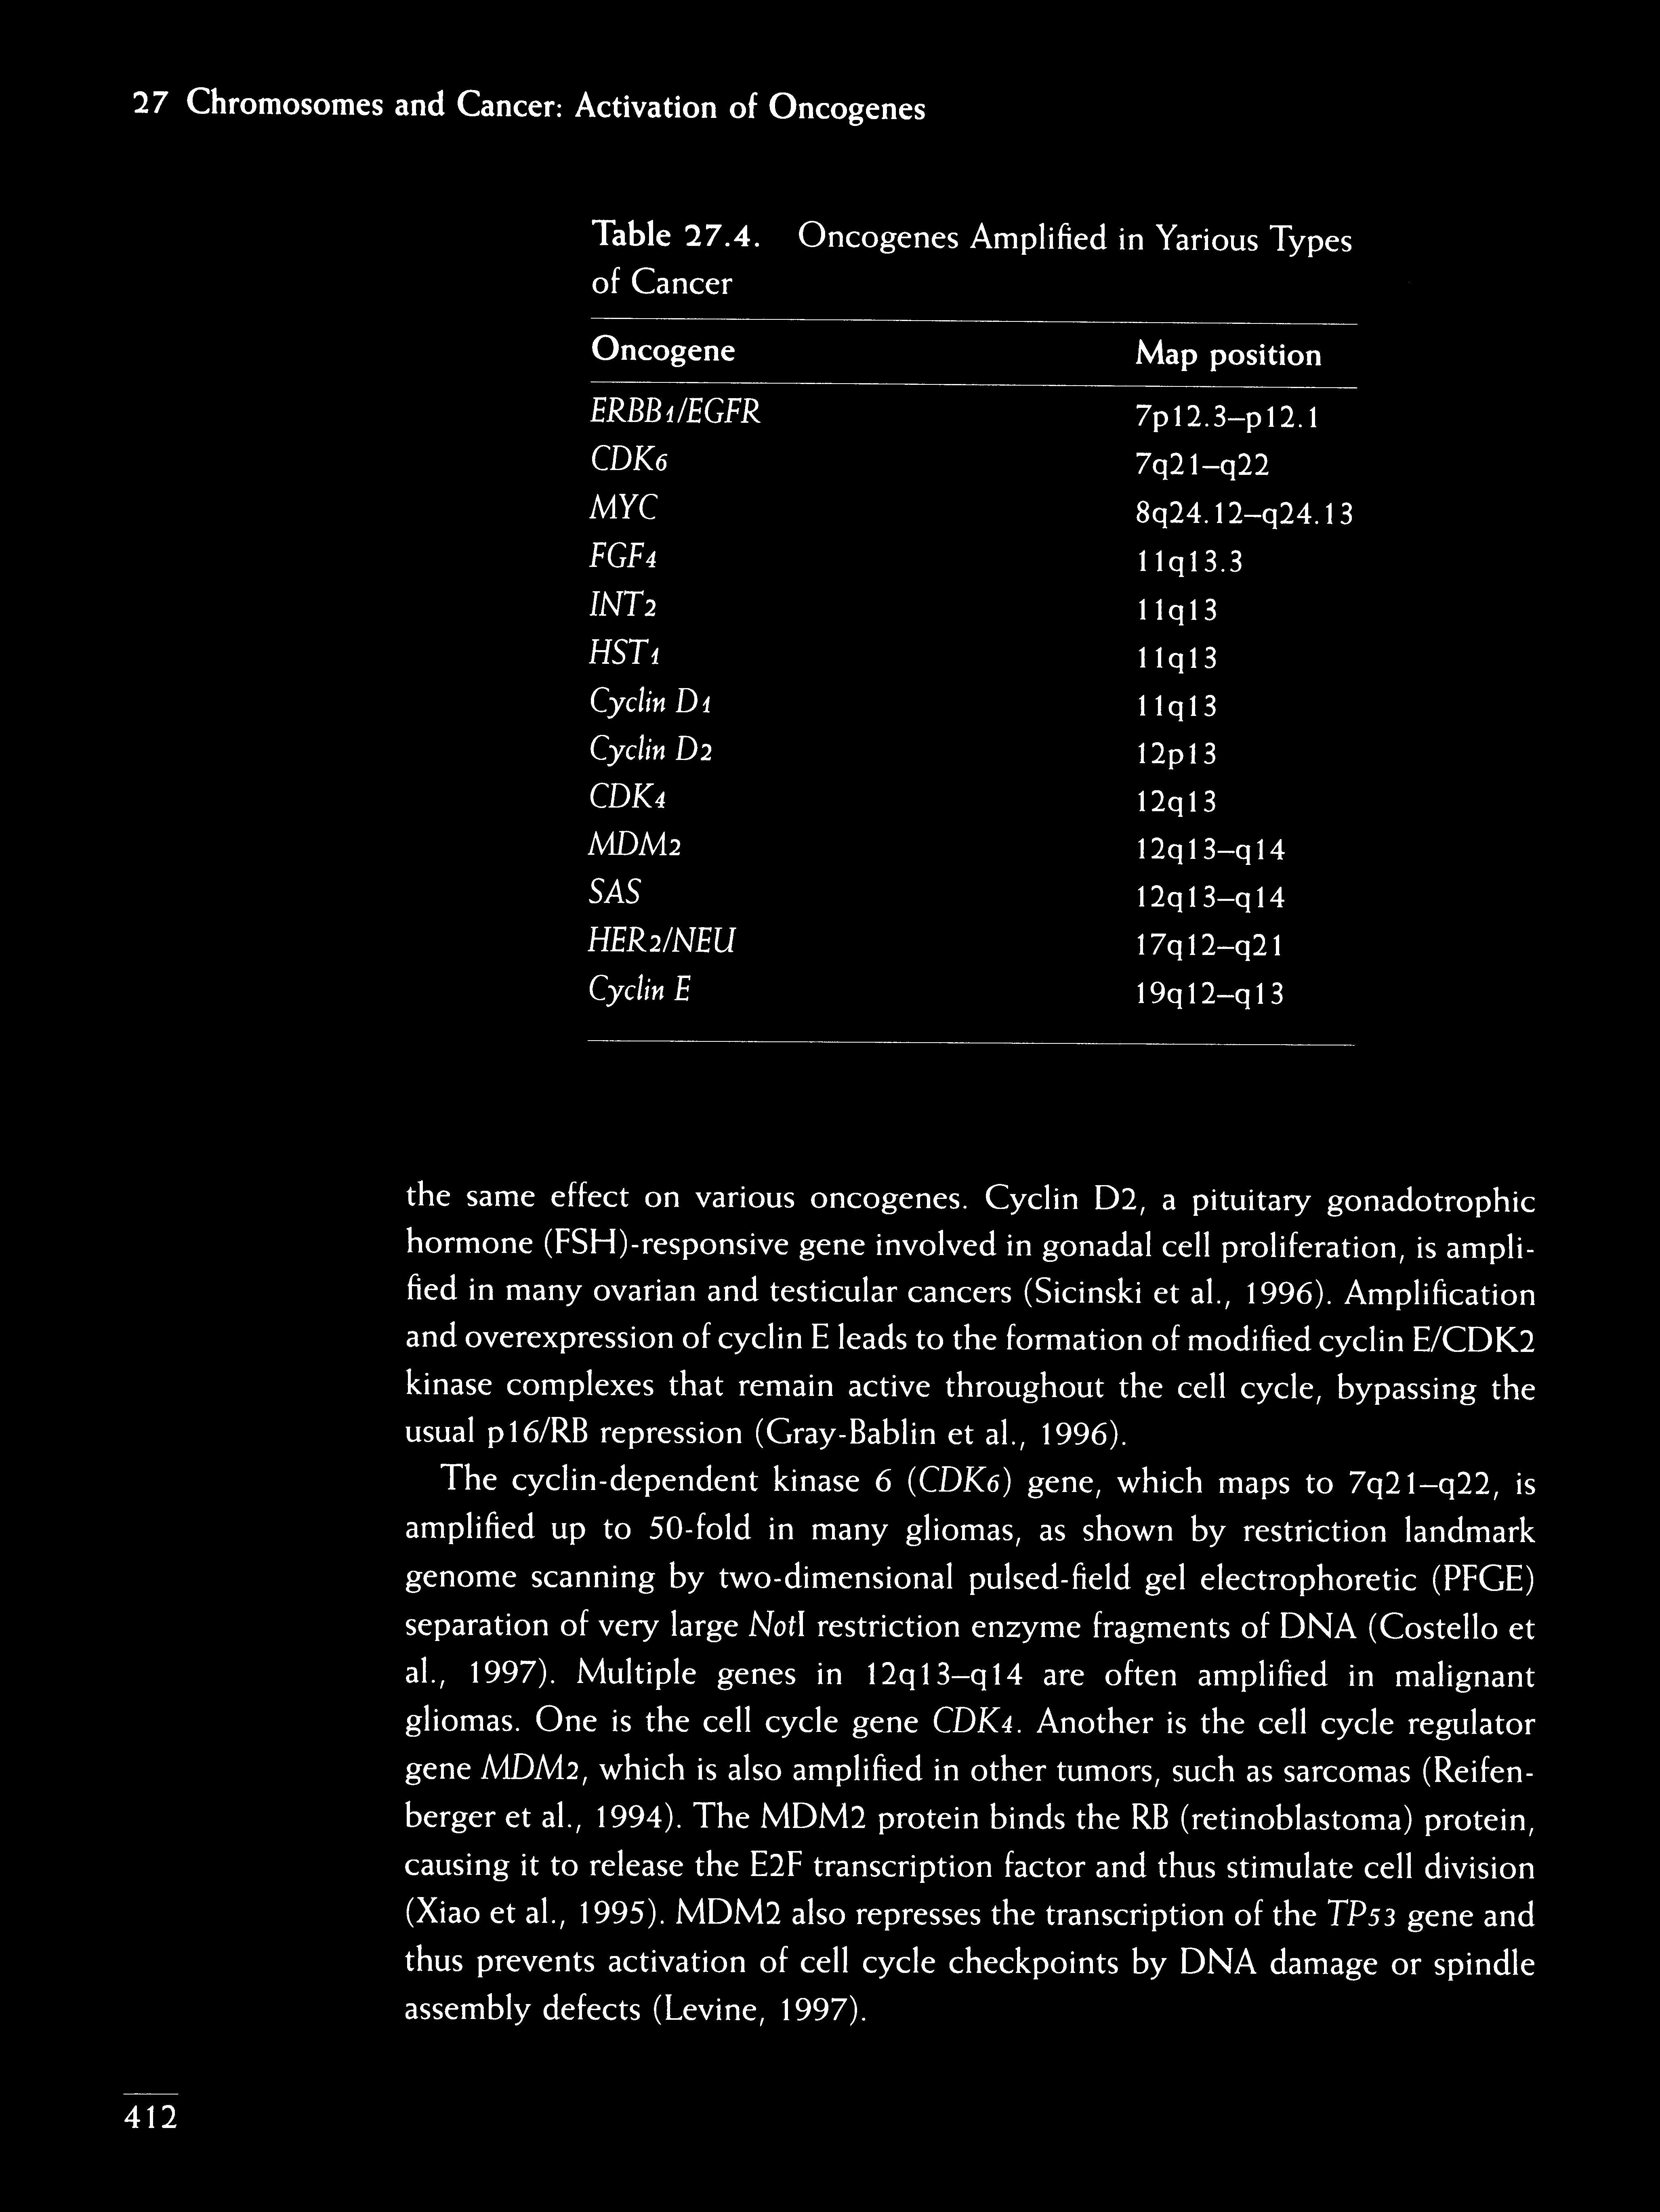 27 Chromosomes and Cancer: Activation of Oncogenes
Table 27.4. Oncogenes Amplified in Yarious Types
of Cancer
Oncogene Map position
ERBB1/EGFR 7p12.3–p12.1
CDK6 7q21–q22
MYC 8q24.12–q24.13
FGF4 11q13.3
INT2 11q13
HST1 11q13
Cyclin D1 11q13
Cyclin D2 12p13
CDK4 12q13
MDM2 12q13–q14
SAS 12q13–q14
HER2/NEU 17q12–q21
Cyclin E 19q12–q13
the same effect on various oncogenes. Cyclin D2, a pituitary gonadotrophic
hormone (FSH)-responsive gene involved in gonadal cell proliferation, is ampli-
fied in many ovarian and testicular cancers (Sicinski et al., 1996). Amplification
and overexpression of cyclin E leads to the formation of modified cyclin E/CDK2
kinase complexes that remain active throughout the cell cycle, bypassing the
usual p16/RB repression (Gray-Bablin et al., 1996).
The cyclin-dependent kinase 6 (CDK6) gene, which maps to 7q21–q22, is
amplified up to 50-fold in many gliomas, as shown by restriction landmark
genome scanning by two-dimensional pulsed-field gel electrophoretic (PFGE)
separation of very large NotI restriction enzyme fragments of DNA (Costello et
al., 1997). Multiple genes in 12q13–q14 are often amplified in malignant
gliomas. One is the cell cycle gene CDK4. Another is the cell cycle regulator
gene MDM2, which is also amplified in other tumors, such as sarcomas (Reifen-
berger et al., 1994). The MDM2 protein binds the RB (retinoblastoma) protein,
causing it to release the E2F transcription factor and thus stimulate cell division
(Xiao et al., 1995). MDM2 also represses the transcription of the TP53 gene and
thus prevents activation of cell cycle checkpoints by DNA damage or spindle
assembly defects (Levine, 1997).
412